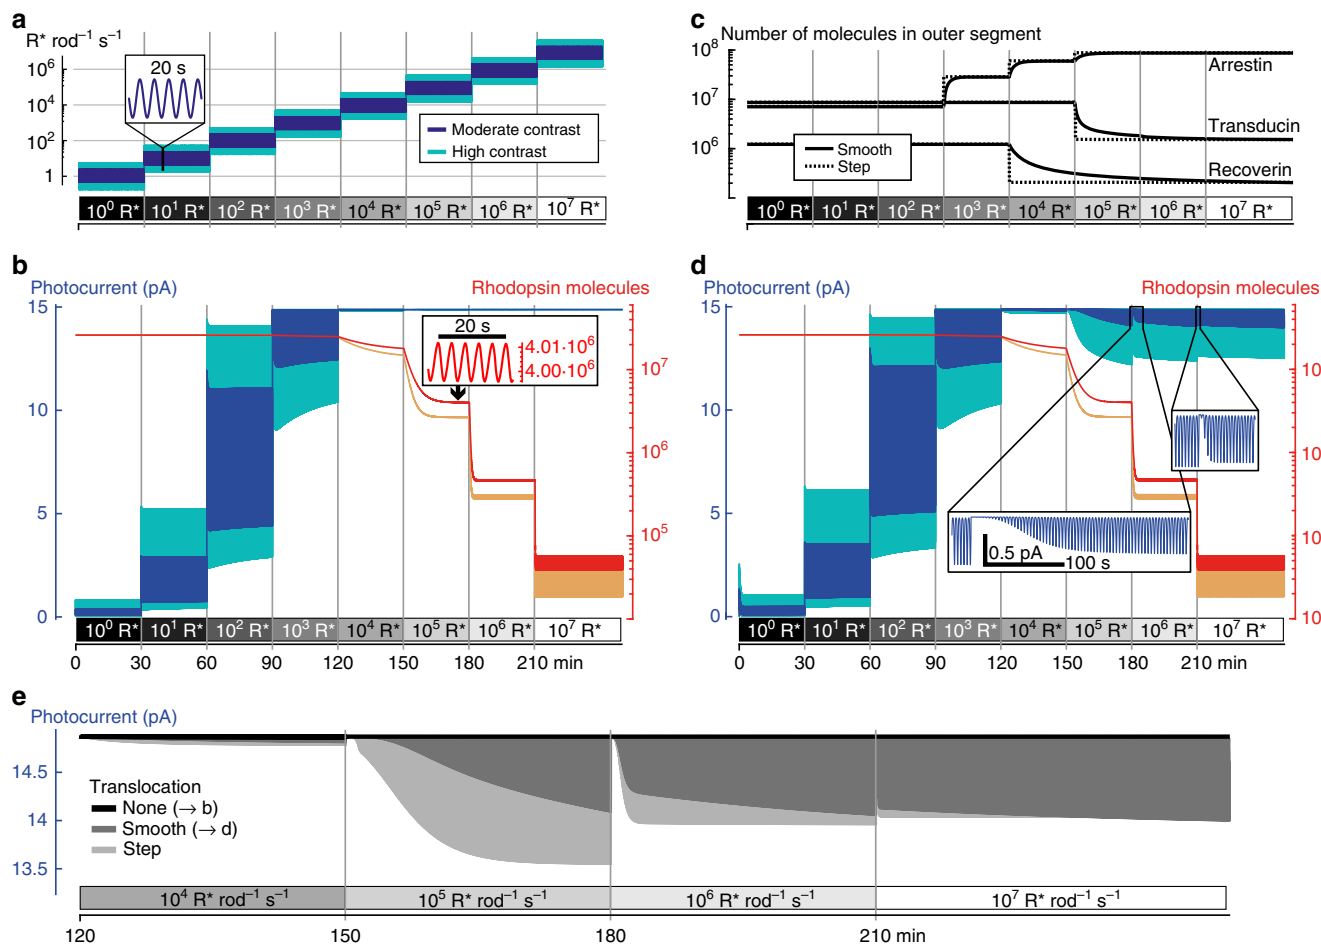 a
R* rod⁻¹ s⁻¹
20 s
10⁶
10⁴
10²
1
Moderate contrast
High contrast
10⁰ R* 10¹ R* 10² R* 10³ R* 10⁴ R* 10⁵ R* 10⁶ R* 10⁷ R*
c
Number of molecules in outer segment
10⁸
10⁷
10⁶
Arrestin
Transducin
Recoverin
Smooth
Step
10⁰ R* 10¹ R* 10² R* 10³ R* 10⁴ R* 10⁵ R* 10⁶ R* 10⁷ R*
b
Photocurrent (pA)
Rhodopsin molecules
15
10
5
0
20 s
4.01·10⁶
4.00·10⁶
10⁷
10⁶
10⁵
10⁰ R* 10¹ R* 10² R* 10³ R* 10⁴ R* 10⁵ R* 10⁶ R* 10⁷ R*
0 30 60 90 120 150 180 210 min
d
Photocurrent (pA)
Rhodopsin molecules
15
10
5
0
0.5 pA
100 s
10
10
10
10
10⁰ R* 10¹ R* 10² R* 10³ R* 10⁴ R* 10⁵ R* 10⁶ R* 10⁷ R*
0 30 60 90 120 150 180 210 min
e
Photocurrent (pA)
14.5
14
13.5
Translocation
None (→ b)
Smooth (→ d)
Step
10⁴ R* rod⁻¹ s⁻¹ 10⁵ R* rod⁻¹ s⁻¹ 10⁶ R* rod⁻¹ s⁻¹ 10⁷ R* rod⁻¹ s⁻¹
120 150 180 210 min